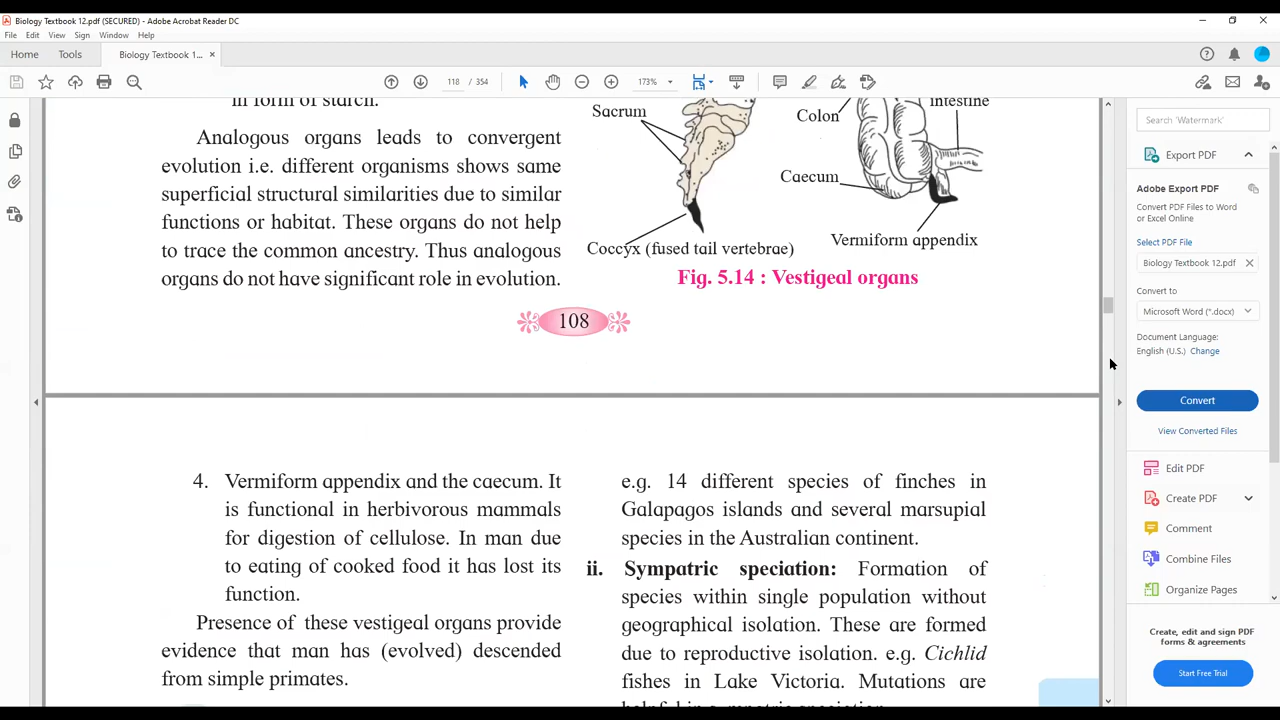 Biology Textbook 12.pdf (SECURED) - Adobe Acrobat Reader DC
File Edit View Sign Window Help
Home Tools Biology Textbook 1... ×
118 / 354 173%
in form of starch.
Analogous organs leads to convergent
evolution i.e. different organisms shows same
superficial structural similarities due to similar
functions or habitat. These organs do not help
to trace the common ancestry. Thus analogous
organs do not have significant role in evolution.
Sacrum
Coccyx (fused tail vertebrae)
Colon
intestine
Caecum
Vermiform appendix
Fig. 5.14 : Vestigeal organs
108
4. Vermiform appendix and the caecum. It
is functional in herbivorous mammals
for digestion of cellulose. In man due
to eating of cooked food it has lost its
function.
Presence of these vestigeal organs provide
evidence that man has (evolved) descended
from simple primates.
e.g. 14 different species of finches in
Galapagos islands and several marsupial
species in the Australian continent.
ii. Sympatric speciation: Formation of
species within single population without
geographical isolation. These are formed
due to reproductive isolation. e.g. Cichlid
fishes in Lake Victoria. Mutations are
Search 'Watermark'
Export PDF
Adobe Export PDF
Convert PDF Files to Word
or Excel Online
Select PDF File
Biology Textbook 12.pdf ×
Convert to
Microsoft Word (*.docx)
Document Language:
English (U.S.) Change
Convert
View Converted Files
Edit PDF
Create PDF
Comment
Combine Files
Organize Pages
Create, edit and sign PDF
forms & agreements
Start Free Trial